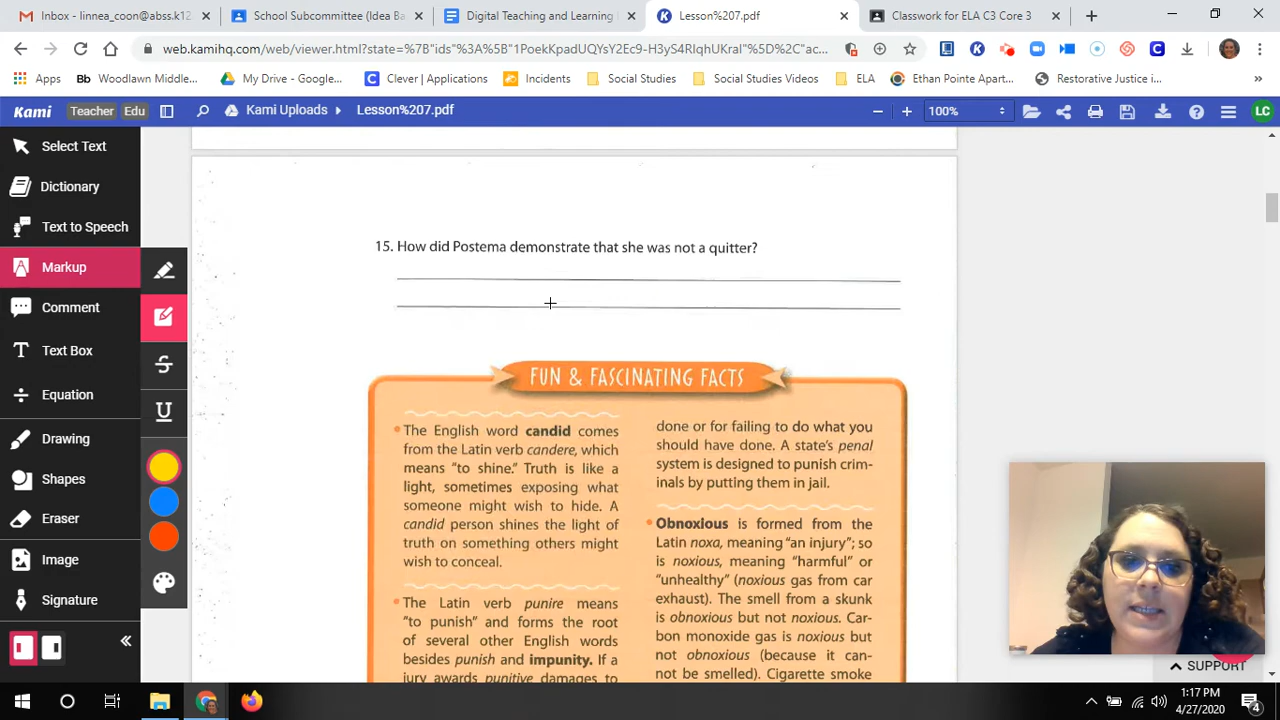 Inbox - linnea_coon@abss.k12
School Subcommittee (Idea Ba
Digital Teaching and Learning
Lesson%207.pdf
Classwork for ELA C3 Core 3
web.kamihq.com/web/viewer.html?state=%7B"ids"%3A%5B"1PoekKpadUQYsY2Ec9-H3yS4RIqhUKraI"%5D%2C"ac...
Apps
Bb Woodlawn Middle...
My Drive - Google...
Clever | Applications
Incidents
Social Studies
Social Studies Videos
ELA
Ethan Pointe Apart...
Restorative Justice i...
Kami
Teacher
Edu
Kami Uploads
Lesson%207.pdf
100%
LC
Select Text
Dictionary
Text to Speech
Markup
Comment
Text Box
Equation
Drawing
Shapes
Eraser
Image
Signature
15. How did Postema demonstrate that she was not a quitter?
FUN & FASCINATING FACTS
The English word candid comes
from the Latin verb candere, which
means "to shine." Truth is like a
light, sometimes exposing what
someone might wish to hide. A
candid person shines the light of
truth on something others might
wish to conceal.
The Latin verb punire means
"to punish" and forms the root
of several other English words
besides punish and impunity. If a
jury awards punitive damages to
done or for failing to do what you
should have done. A state's penal
system is designed to punish crim-
inals by putting them in jail.
Obnoxious is formed from the
Latin noxa, meaning "an injury"; so
is noxious, meaning "harmful" or
"unhealthy" (noxious gas from car
exhaust). The smell from a skunk
is obnoxious but not noxious. Car-
bon monoxide gas is noxious but
not obnoxious (because it can-
not be smelled). Cigarette smoke
SUPPORT
1:17 PM
4/27/2020
4